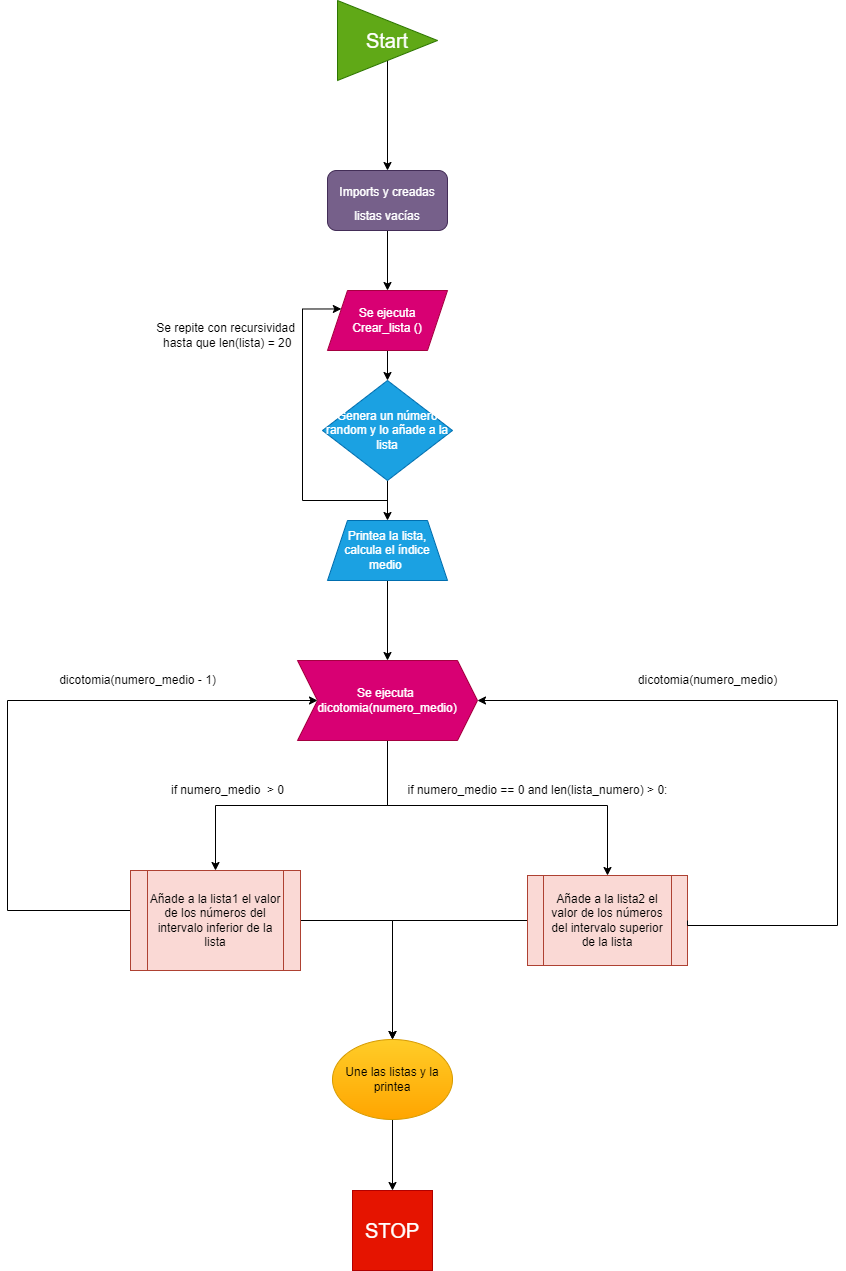 Start
Imports y creadas
listas vacías
Se ejecuta
Crear_lista ()
Se repite con recursividad
hasta que len(lista) = 20
Genera un número
random y lo añade a la
lista
Printea la lista,
calcula el índice
medio
dicotomia(numero_medio - 1)
Se ejecuta
dicotomia(numero_medio)
dicotomia(numero_medio)
if numero_medio  > 0
if numero_medio == 0 and len(lista_numero) > 0:
Añade a la lista1 el valor
de los números del
intervalo inferior de la
lista
Añade a la lista2 el
valor de los números
del intervalo superior
de la lista
Une las listas y la
printea
STOP